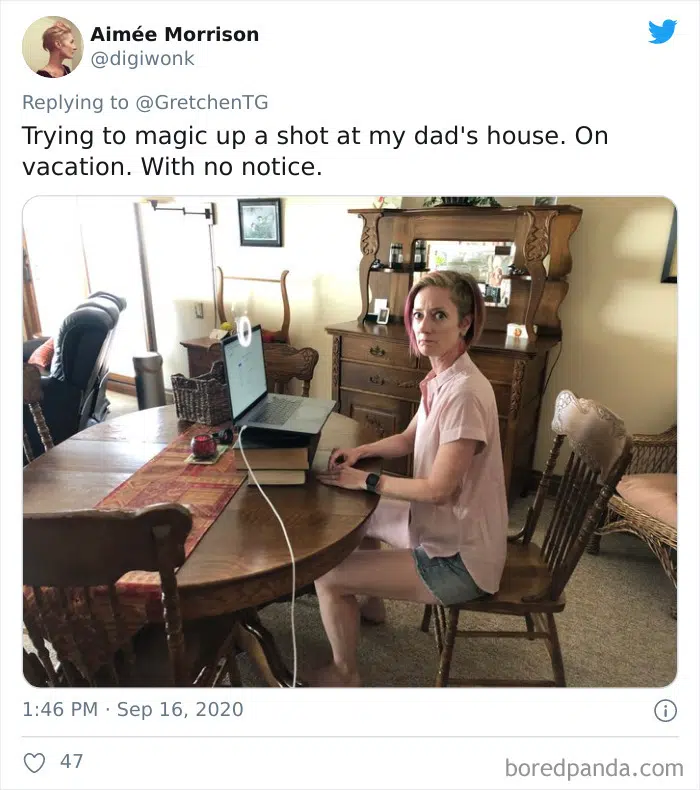 Aimée Morrison
@digiwonk
Replying to @GretchenTG
Trying to magic up a shot at my dad's house. On
vacation. With no notice.
1:46 PM · Sep 16, 2020
47
boredpanda.com